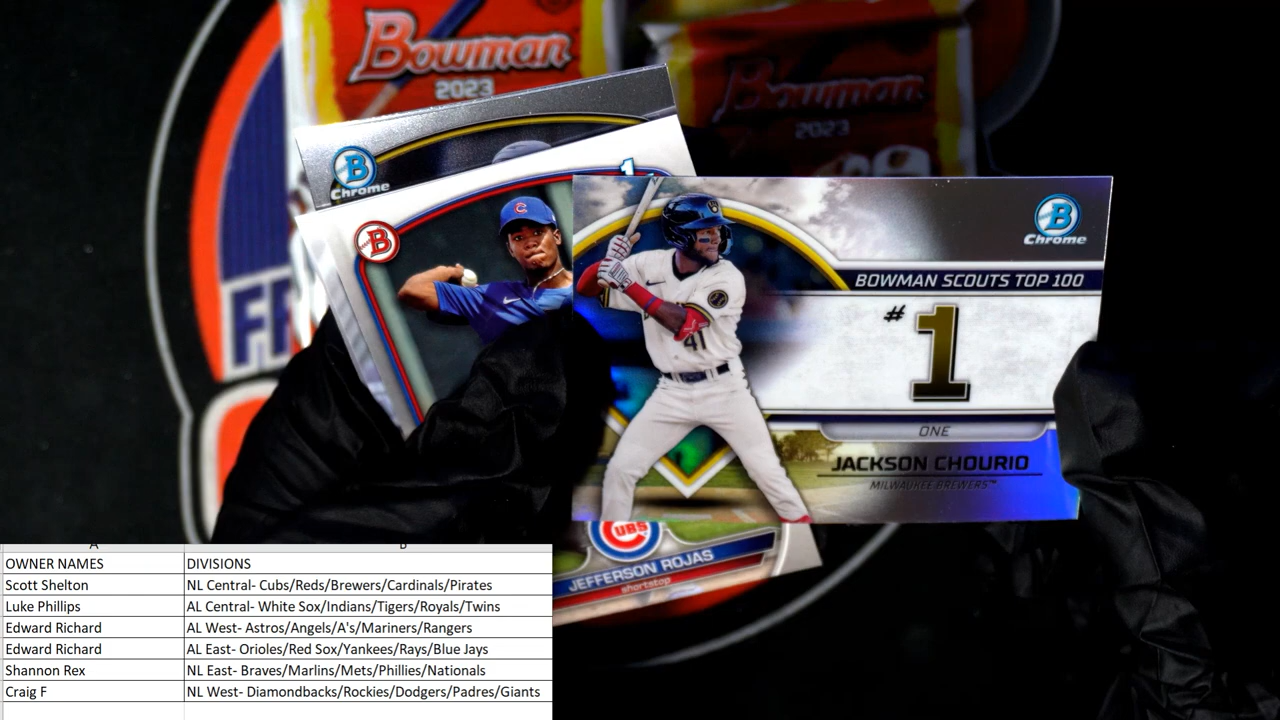 Bowman
2023
Bowman
2023
B
Chrome
1
B
C
B
Chrome
BOWMAN SCOUTS TOP 100
#1
41
ONE
JACKSON CHOURIO
MILWAUKEE BREWERS™
FR
CUBS
JEFFERSON ROJAS
shortstop
A B
OWNER NAMES DIVISIONS
Scott Shelton NL Central- Cubs/Reds/Brewers/Cardinals/Pirates
Luke Phillips AL Central- White Sox/Indians/Tigers/Royals/Twins
Edward Richard AL West- Astros/Angels/A's/Mariners/Rangers
Edward Richard AL East- Orioles/Red Sox/Yankees/Rays/Blue Jays
Shannon Rex NL East- Braves/Marlins/Mets/Phillies/Nationals
Craig F NL West- Diamondbacks/Rockies/Dodgers/Padres/Giants